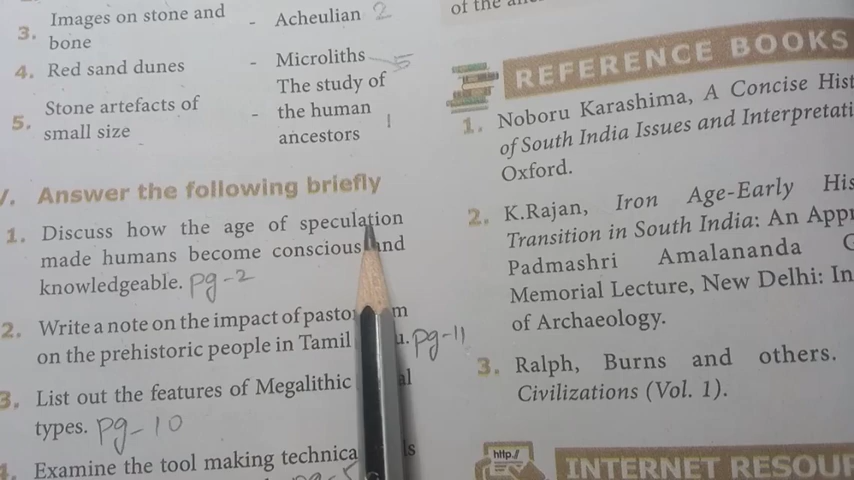 3. Images on stone and
bone
- Acheulian 2
4. Red sand dunes
- Microliths 5
5. Stone artefacts of
small size
- The study of
the human
ancestors 1
V. Answer the following briefly
1. Discuss how the age of speculation
made humans become conscious and
knowledgeable. pg-2
2. Write a note on the impact of
on the prehistoric people in Tamil pg-11
3. List out the features of Megalithic
types. pg-10
Examine the tool making
of the
REFERENCE BOOKS
1. Noboru Karashima, A Concise Hist
of South India Issues and Interpretati
Oxford.
2. K.Rajan, Iron Age-Early His
Transition in South India: An Appr
Padmashri Amalananda G
Memorial Lecture, New Delhi: In
of Archaeology.
3. Ralph, Burns and others.
Civilizations (Vol. 1).
http://
INTERNET RESOUR